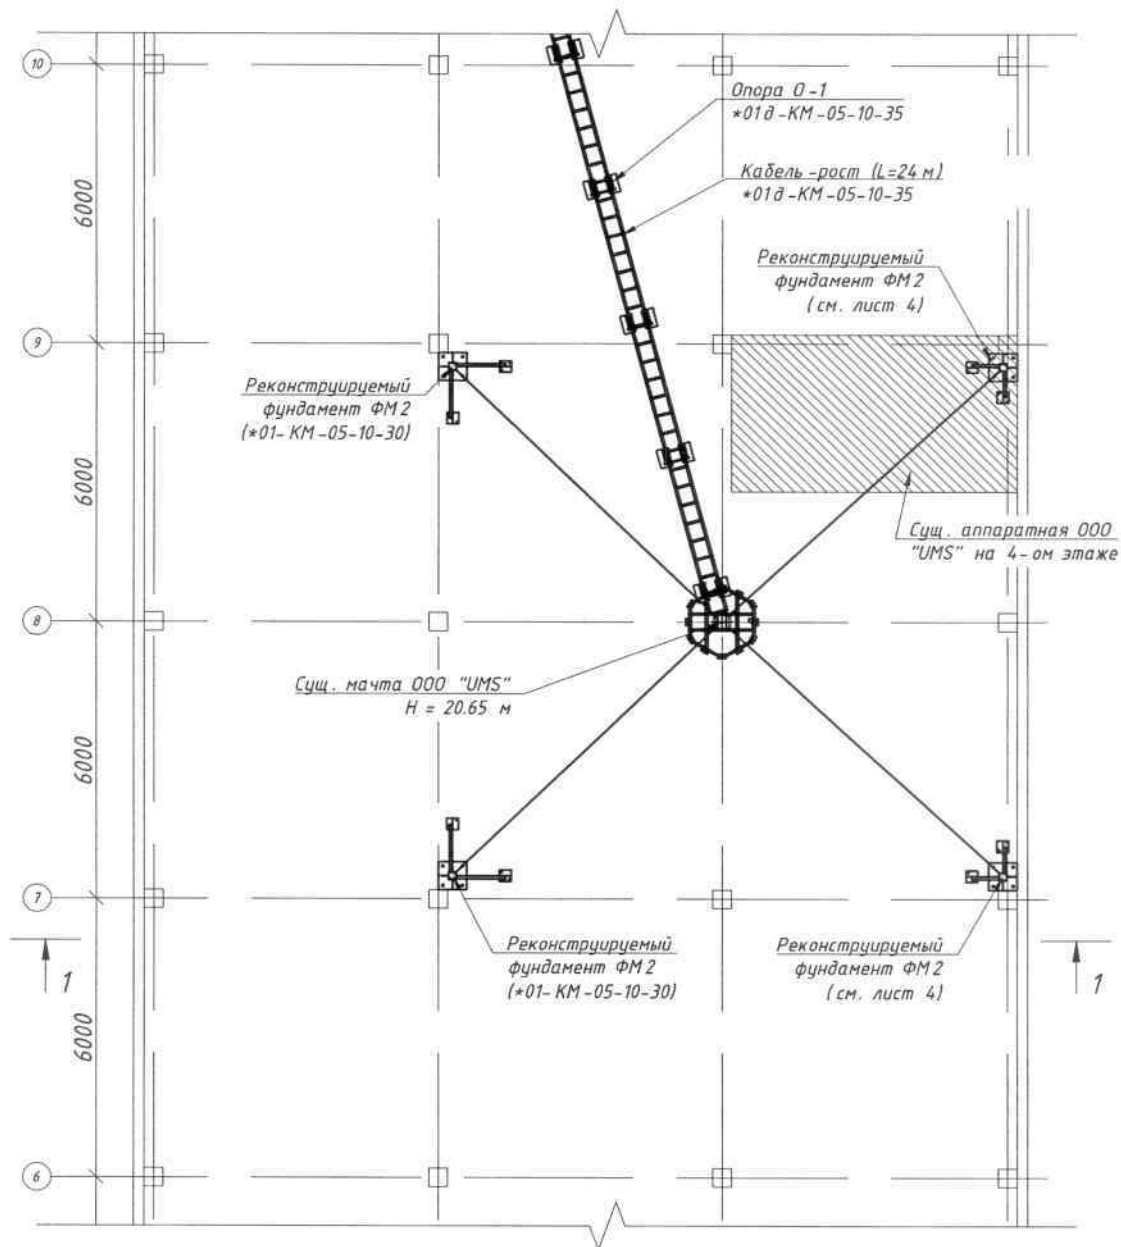 10
Опора О-1
*01д-КМ-05-10-35
Кабель-рост (L=24 м)
*01д-КМ-05-10-35
6000
Реконструируемый
фундамент ФМ2
(см. лист 4)
9
Реконструируемый
фундамент ФМ2
(*01-КМ-05-10-30)
6000
Сущ. аппаратная ООО
"UMS" на 4-ом этаже
8
Сущ. мачта ООО "UMS"
H = 20.65 м
6000
7
Реконструируемый
фундамент ФМ2
(*01-КМ-05-10-30)
Реконструируемый
фундамент ФМ2
(см. лист 4)
1
1
6000
6